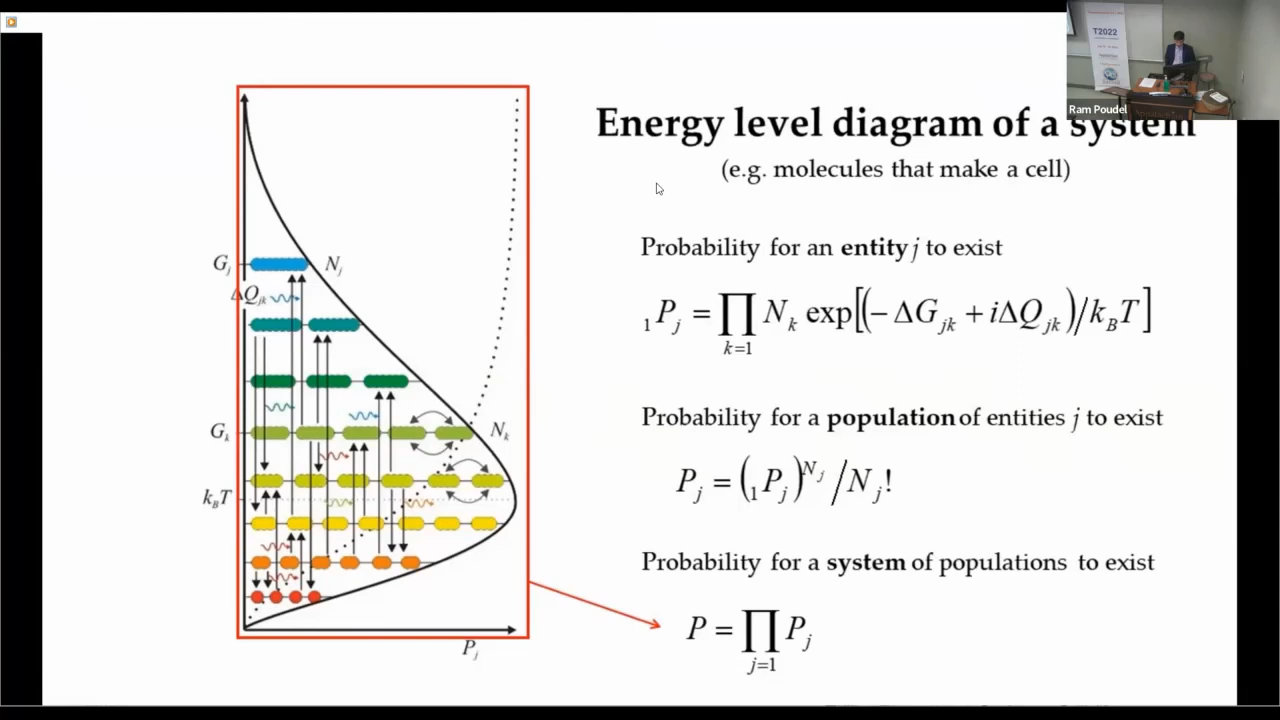 T2022
Ram Poudel
Energy level diagram of a system
(e.g. molecules that make a cell)
Probability for an entity j to exist
₁Pⱼ = ∏ Nₖ exp[(− ΔGⱼₖ + iΔQⱼₖ)/k_BT]
k=1
Probability for a population of entities j to exist
Pⱼ = (₁Pⱼ)^Nⱼ / Nⱼ!
Probability for a system of populations to exist
P = ∏ Pⱼ
j=1
Gⱼ
Nⱼ
ΔQⱼₖ
Gₖ
Nₖ
k_BT
Pⱼ